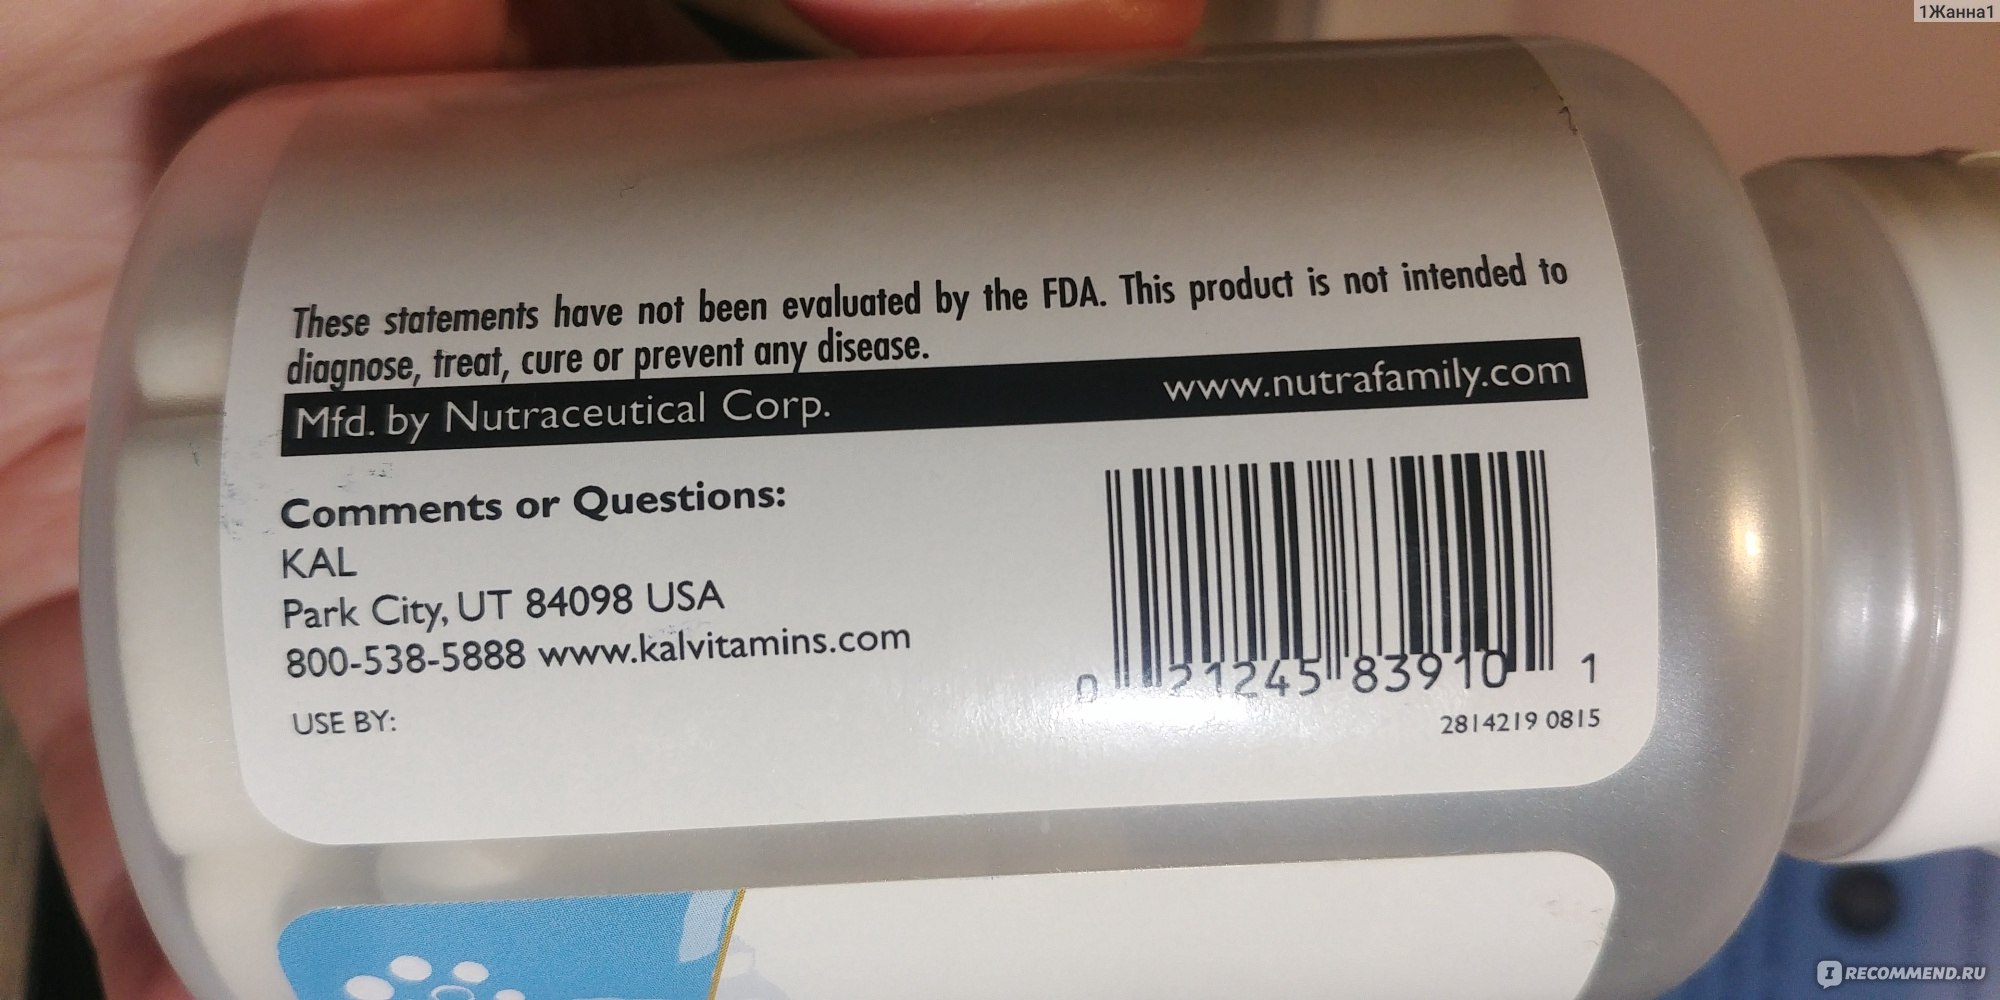 1Жанна1
These statements have not been evaluated by the FDA. This product is not intended to
diagnose, treat, cure or prevent any disease.
Mfd. by Nutraceutical Corp. www.nutrafamily.com
Comments or Questions:
KAL
Park City, UT 84098 USA
800-538-5888 www.kalvitamins.com
USE BY:
0 21245 83910 1
2814219 0815
I RECOMMEND.RU